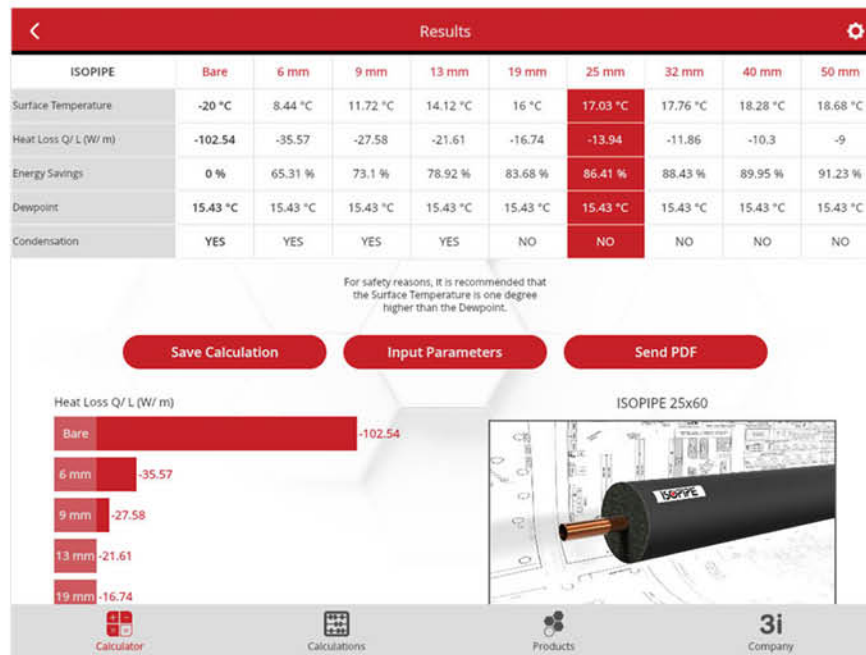 Results
ISOPIPE Bare 6 mm 9 mm 13 mm 19 mm 25 mm 32 mm 40 mm 50 mm
Surface Temperature -20 °C 8.44 °C 11.72 °C 14.12 °C 16 °C 17.03 °C 17.76 °C 18.28 °C 18.68 °C
Heat Loss Q/ L (W/ m) -102.54 -35.57 -27.58 -21.61 -16.74 -13.94 -11.86 -10.3 -9
Energy Savings 0 % 65.31 % 73.1 % 78.92 % 83.68 % 86.41 % 88.43 % 89.95 % 91.23 %
Dewpoint 15.43 °C 15.43 °C 15.43 °C 15.43 °C 15.43 °C 15.43 °C 15.43 °C 15.43 °C 15.43 °C
Condensation YES YES YES YES NO NO NO NO NO
For safety reasons, it is recommended that
the Surface Temperature is one degree
higher than the Dewpoint.
Save Calculation Input Parameters Send PDF
Heat Loss Q/ L (W/ m)
Bare -102.54
6 mm -35.57
9 mm -27.58
13 mm -21.61
19 mm -16.74
ISOPIPE 25x60
ISOPIPE
Calculator Calculations Products 3i Company